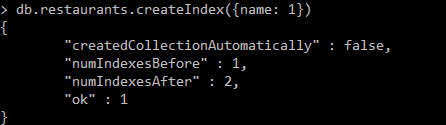 > db.restaurants.createIndex({name: 1})
{
        "createdCollectionAutomatically" : false,
        "numIndexesBefore" : 1,
        "numIndexesAfter" : 2,
        "ok" : 1
}